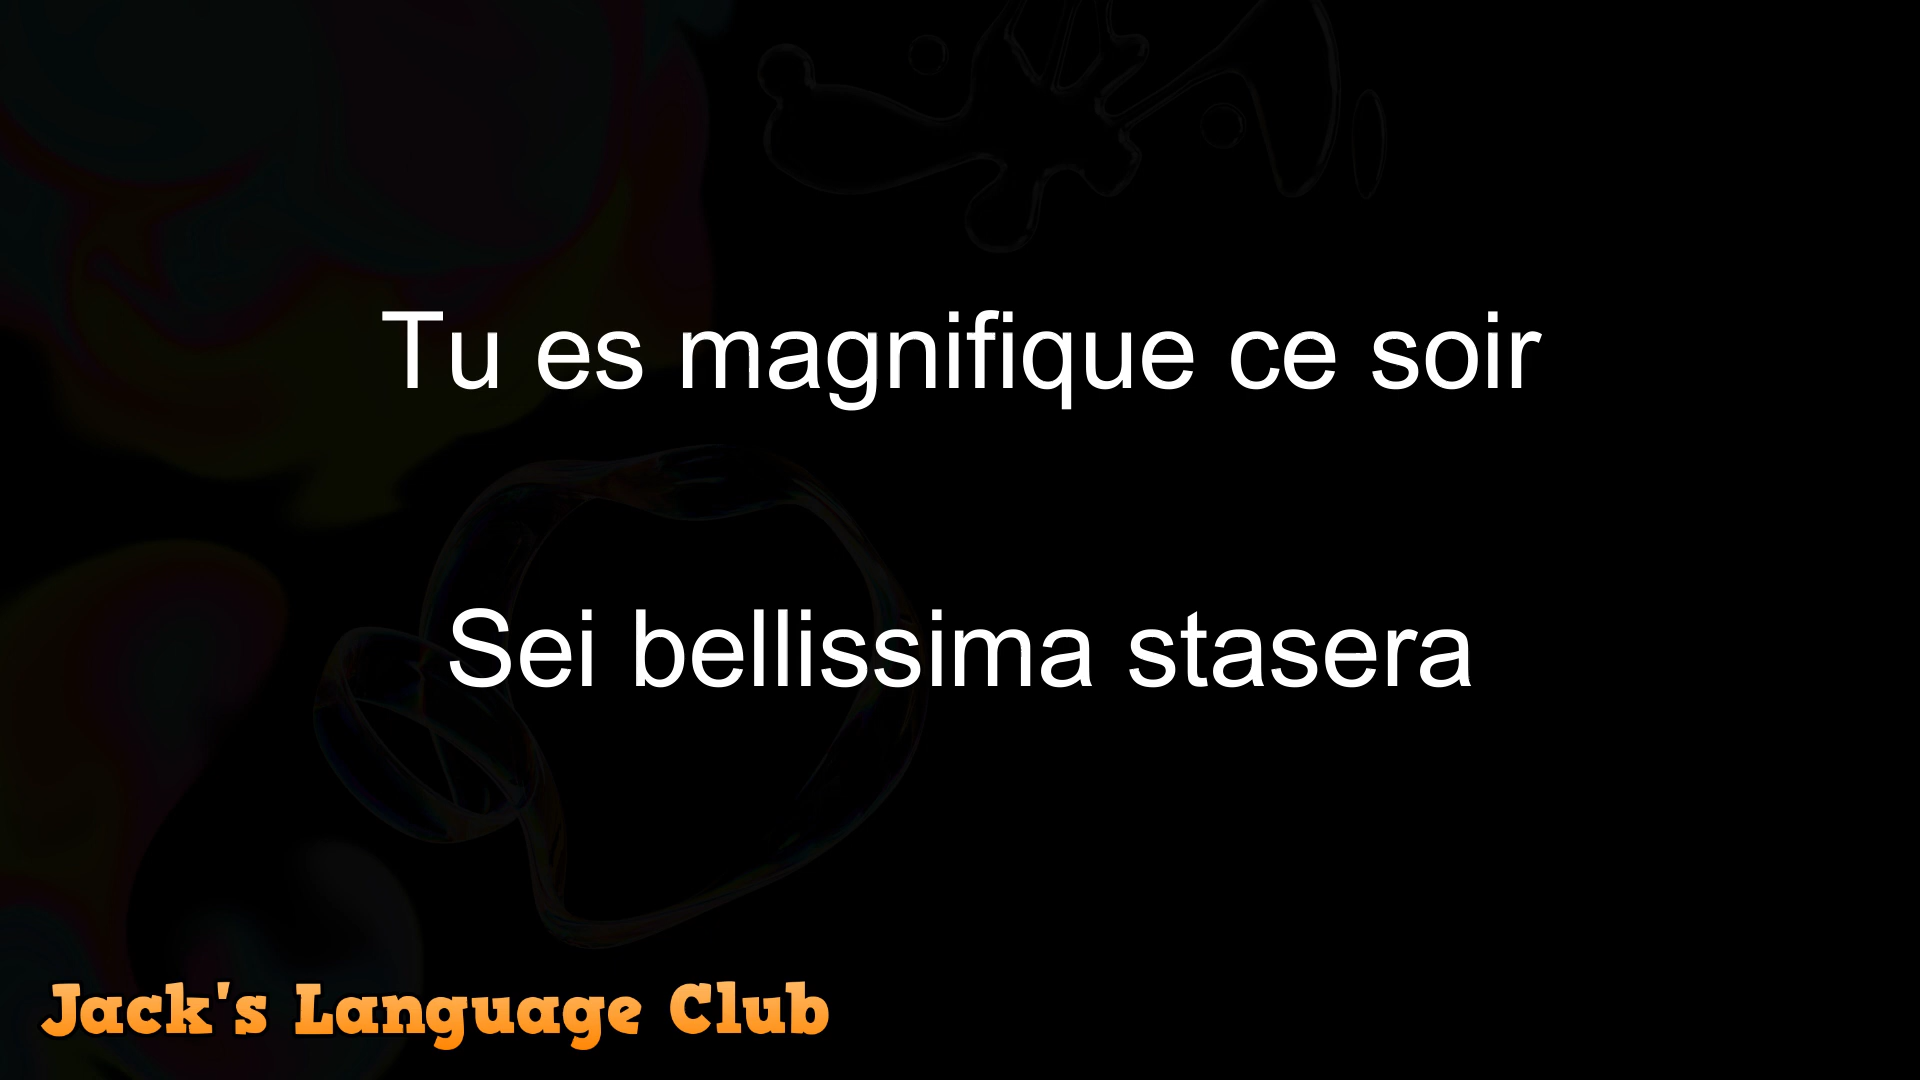 Tu es magnifique ce soir
Sei bellissima stasera
Jack's Language Club